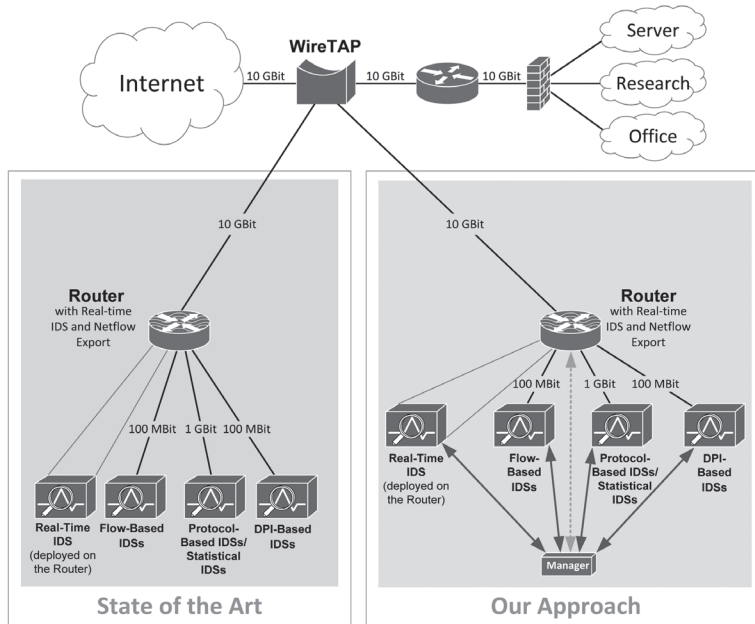 WireTAP
Server
Internet
10 GBit
10 GBit
10 GBit
Research
Office
10 GBit
10 GBit
Router
with Real-time
IDS and Netflow
Export
Router
with Real-time
IDS and Netflow
Export
100 MBit
1 GBit
100 MBit
100 MBit
1 GBit
100 MBit
Real-Time
IDS
(deployed on
the Router)
Flow-Based
IDSs
Protocol-
Based IDSs/
Statistical
IDSs
DPI-Based
IDSs
Real-Time
IDS
(deployed on
the Router)
Flow-
Based
IDSs
Protocol-
Based IDSs/
Statistical
IDSs
DPI-
Based
IDSs
Manager
State of the Art
Our Approach